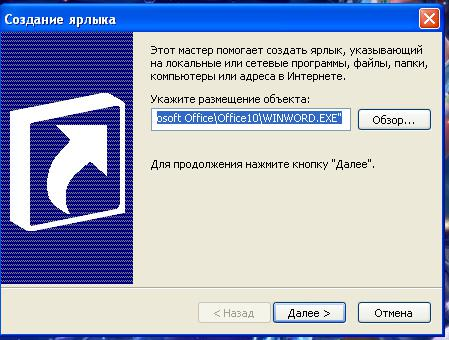 Создание ярлыка
Этот мастер помогает создать ярлык, указывающий
на локальные или сетевые программы, файлы, папки,
компьютеры или адреса в Интернете.
Укажите размещение объекта:
osoft Office\Office10\WINWORD.EXE"
Обзор...
Для продолжения нажмите кнопку "Далее".
< Назад
Далее >
Отмена